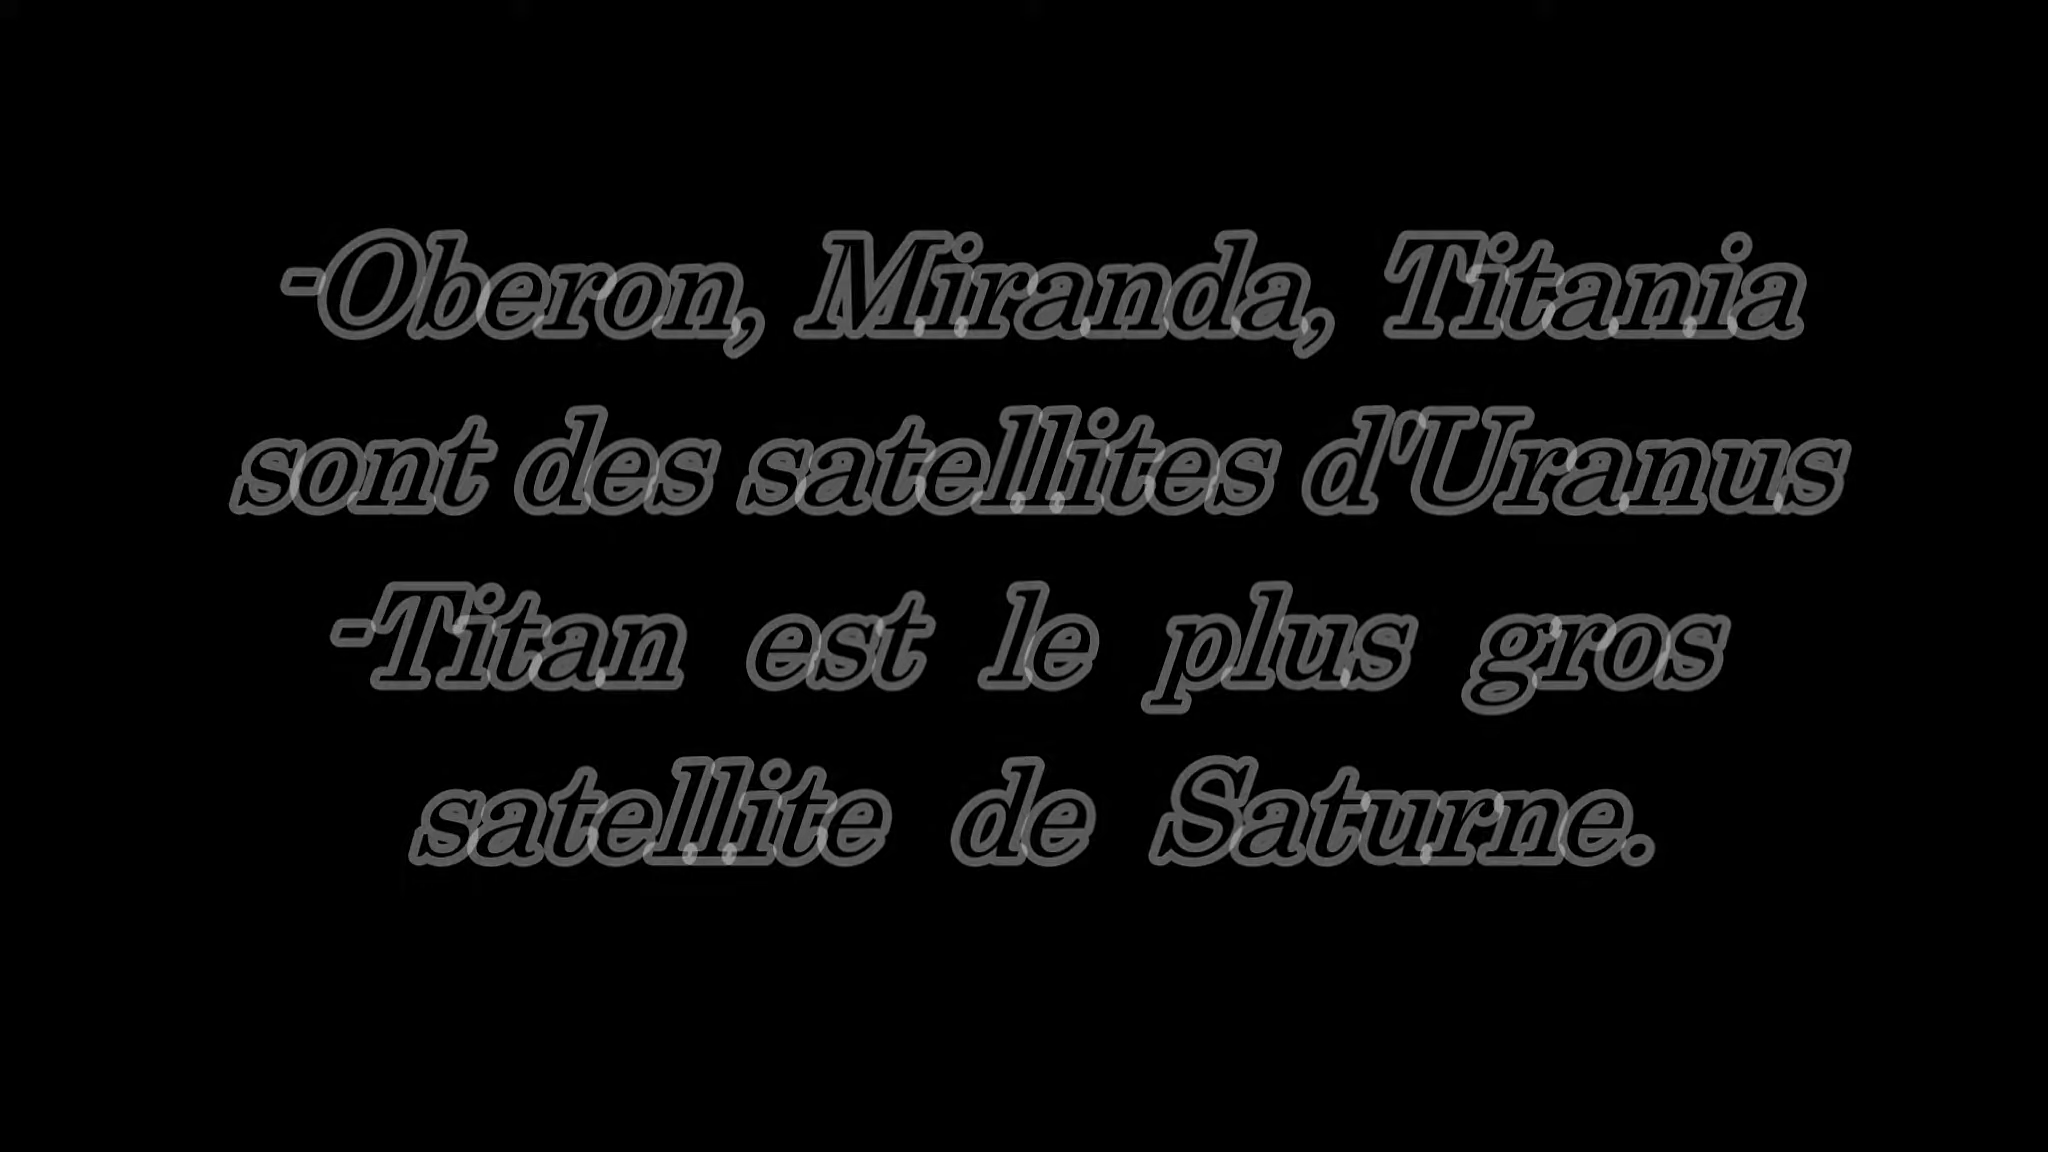 -Oberon, Miranda, Titania
sont des satellites d'Uranus
-Titan est le plus gros
satellite de Saturne.